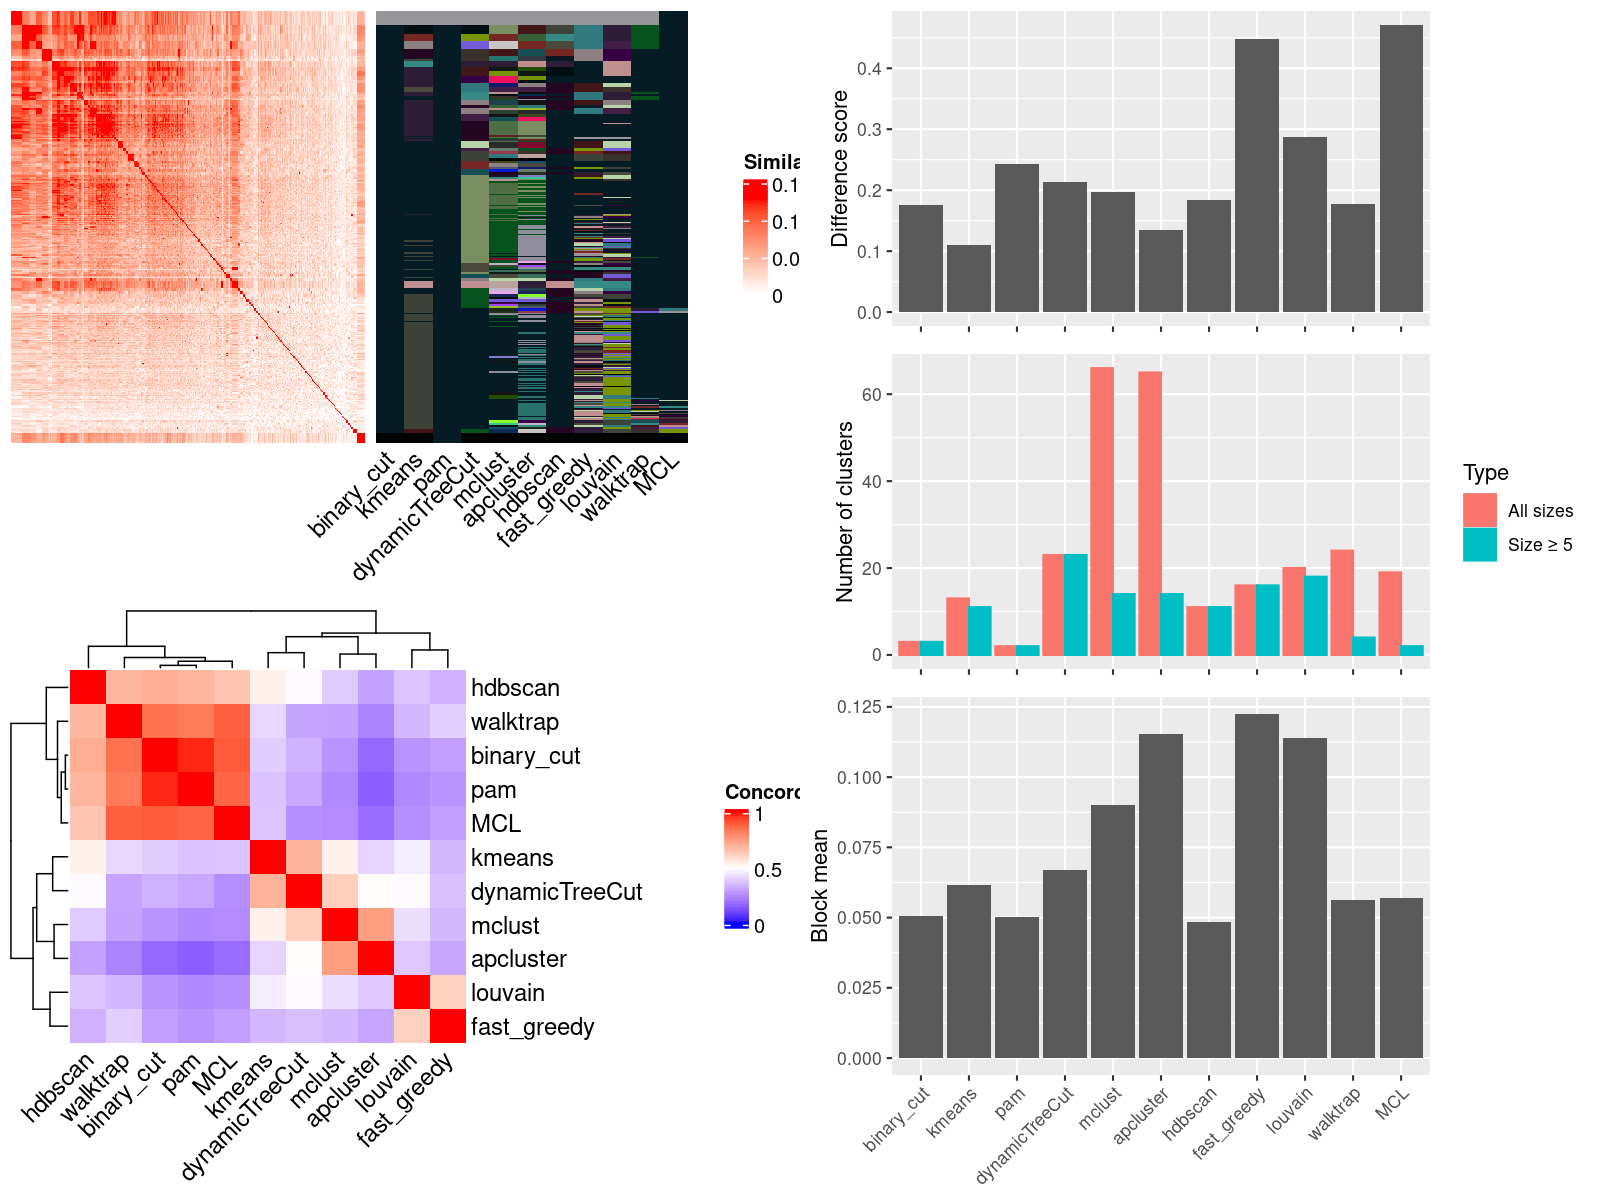 Simila
0.1
0.1
0.0
0
binary_cut
kmeans
pam
dynamicTreeCut
mclust
apcluster
hdbscan
fast_greedy
louvain
walktrap
MCL
hdbscan
walktrap
binary_cut
pam
MCL
kmeans
dynamicTreeCut
mclust
apcluster
louvain
fast_greedy
hdbscan
walktrap
binary_cut
pam
MCL
kmeans
dynamicTreeCut
mclust
apcluster
louvain
fast_greedy
Concord
1
0.5
0
Difference score
0.4
0.3
0.2
0.1
0.0
Number of clusters
60
40
20
0
Type
All sizes
Size ≥ 5
Block mean
0.125
0.100
0.075
0.050
0.025
0.000
binary_cut
kmeans
pam
dynamicTreeCut
mclust
apcluster
hdbscan
fast_greedy
louvain
walktrap
MCL